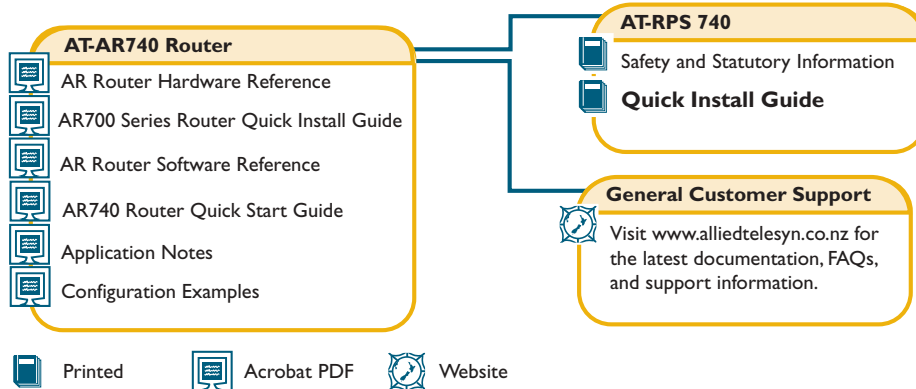 AT-AR740 Router
AR Router Hardware Reference
AR700 Series Router Quick Install Guide
AR Router Software Reference
AR740 Router Quick Start Guide
Application Notes
Configuration Examples
AT-RPS 740
Safety and Statutory Information
Quick Install Guide
General Customer Support
Visit www.alliedtelesyn.co.nz for
the latest documentation, FAQs,
and support information.
Printed
Acrobat PDF
Website